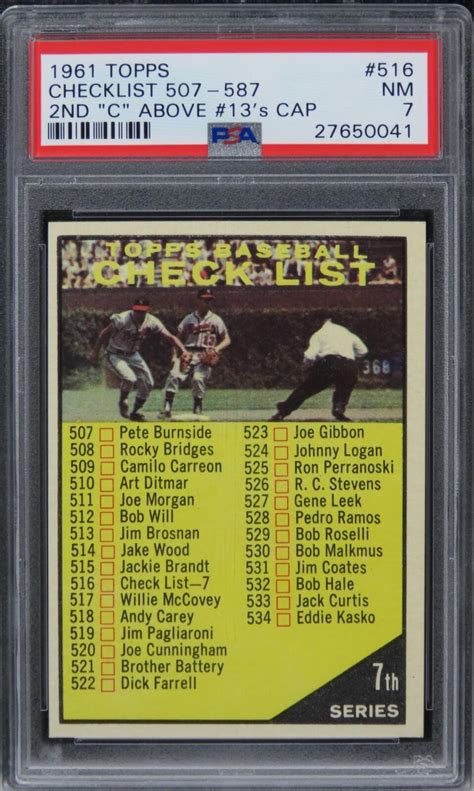 1961 TOPPS #516
CHECKLIST 507-587 NM
2ND "C" ABOVE #13's CAP 7
PSA 27650041
TOPPS BASEBALL
CHECK LIST
368
13
507 Pete Burnside
508 Rocky Bridges
509 Camilo Carreon
510 Art Ditmar
511 Joe Morgan
512 Bob Will
513 Jim Brosnan
514 Jake Wood
515 Jackie Brandt
516 Check List-7
517 Willie McCovey
518 Andy Carey
519 Jim Pagliaroni
520 Joe Cunningham
521 Brother Battery
522 Dick Farrell
523 Joe Gibbon
524 Johnny Logan
525 Ron Perranoski
526 R. C. Stevens
527 Gene Leek
528 Pedro Ramos
529 Bob Roselli
530 Bob Malkmus
531 Jim Coates
532 Bob Hale
533 Jack Curtis
534 Eddie Kasko
7th
SERIES